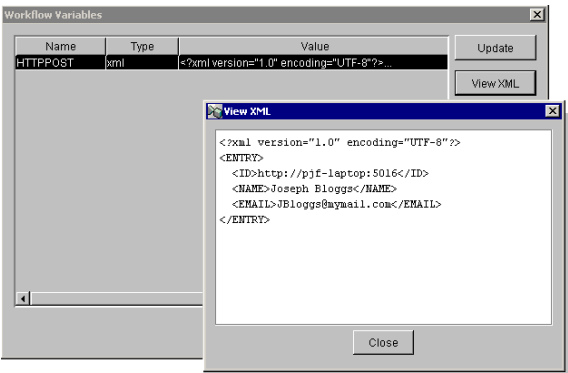 Workflow Variables
Name Type Value
HTTPPOST xml <?xml version="1.0" encoding="UTF-8"?>...
Update
View XML
View XML
<?xml version="1.0" encoding="UTF-8"?>
<ENTRY>
<ID>http://pjf-laptop:5016</ID>
<NAME>Joseph Bloggs</NAME>
<EMAIL>JBloggs@mymail.com</EMAIL>
</ENTRY>
Close